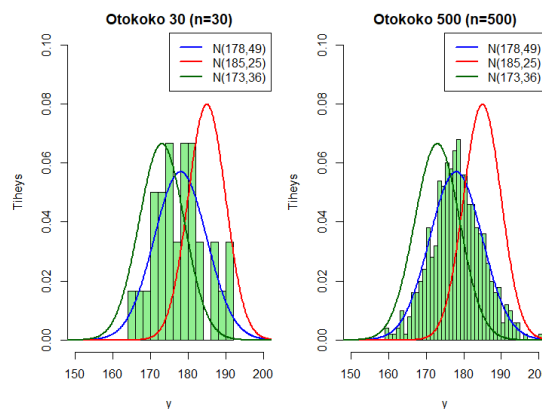 Otokoko 30 (n=30)
N(178,49)
N(185,25)
N(173,36)
Tiheys
0.00 0.02 0.04 0.06 0.08 0.10
150 160 170 180 190 200
y
Otokoko 500 (n=500)
N(178,49)
N(185,25)
N(173,36)
Tiheys
0.00 0.02 0.04 0.06 0.08 0.10
150 160 170 180 190 200
y